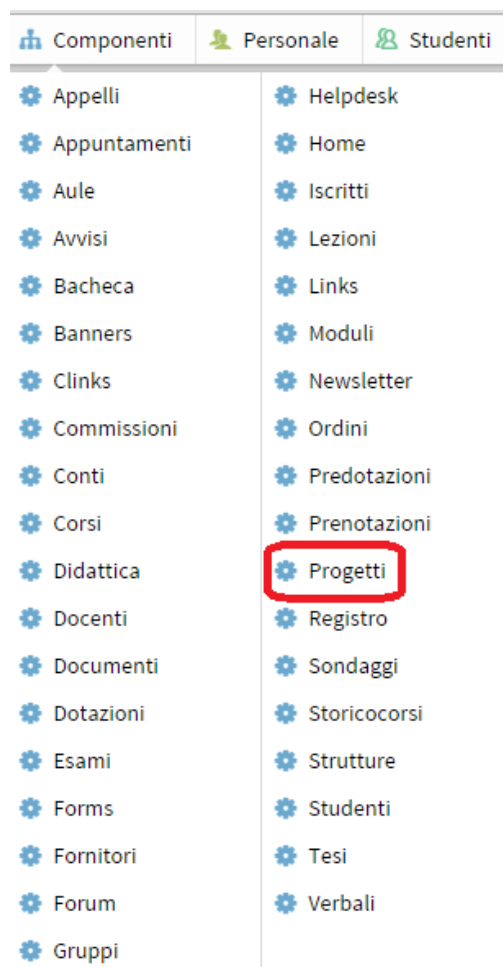 Componenti
Personale
Studenti
Appelli
Appuntamenti
Aule
Avvisi
Bacheca
Banners
Clinks
Commissioni
Conti
Corsi
Didattica
Docenti
Documenti
Dotazioni
Esami
Forms
Fornitori
Forum
Gruppi
Helpdesk
Home
Iscritti
Lezioni
Links
Moduli
Newsletter
Ordini
Predotazioni
Prenotazioni
Progetti
Registro
Sondaggi
Storicocorsi
Strutture
Studenti
Tesi
Verbali